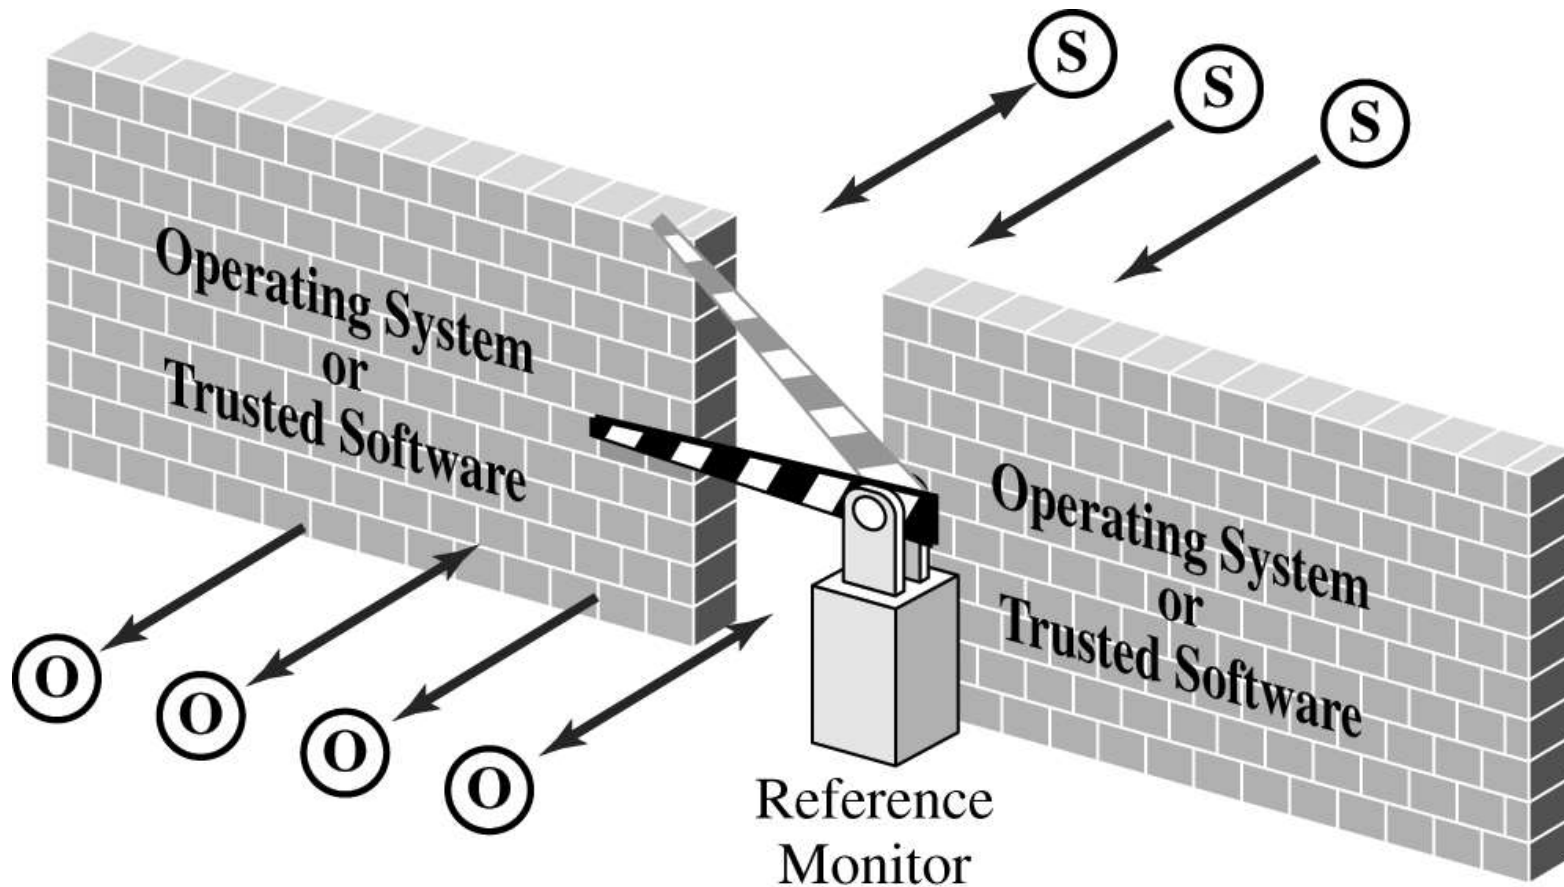 S
S
S
Operating System
or
Trusted Software
Operating System
or
Trusted Software
O
O
O
O
Reference
Monitor